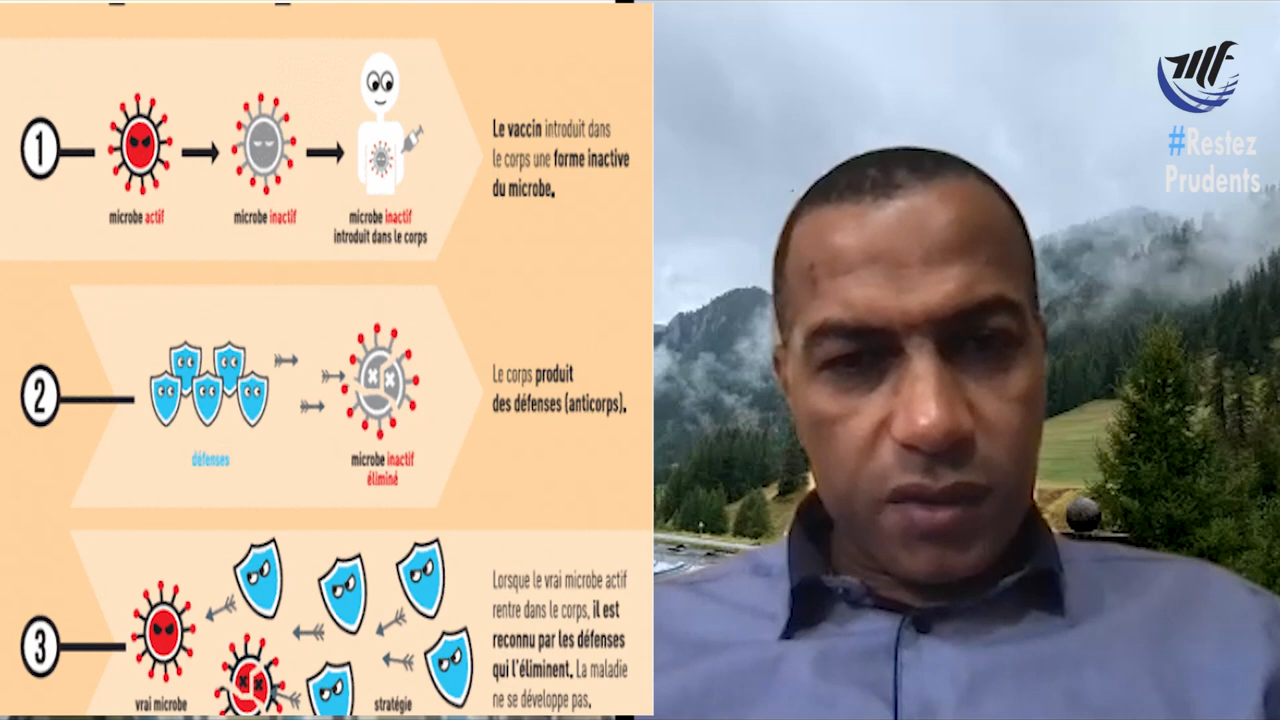 1
microbe actif
microbe inactif
microbe inactif
introduit dans le corps
Le vaccin introduit dans
le corps une forme inactive
du microbe.
2
défenses
microbe inactif
éliminé
Le corps produit
des défenses (anticorps).
3
vrai microbe
stratégie
Lorsque le vrai microbe actif
rentre dans le corps, il est
reconnu par les défenses
qui l'éliminent. La maladie
ne se développe pas.
#Restez
Prudents